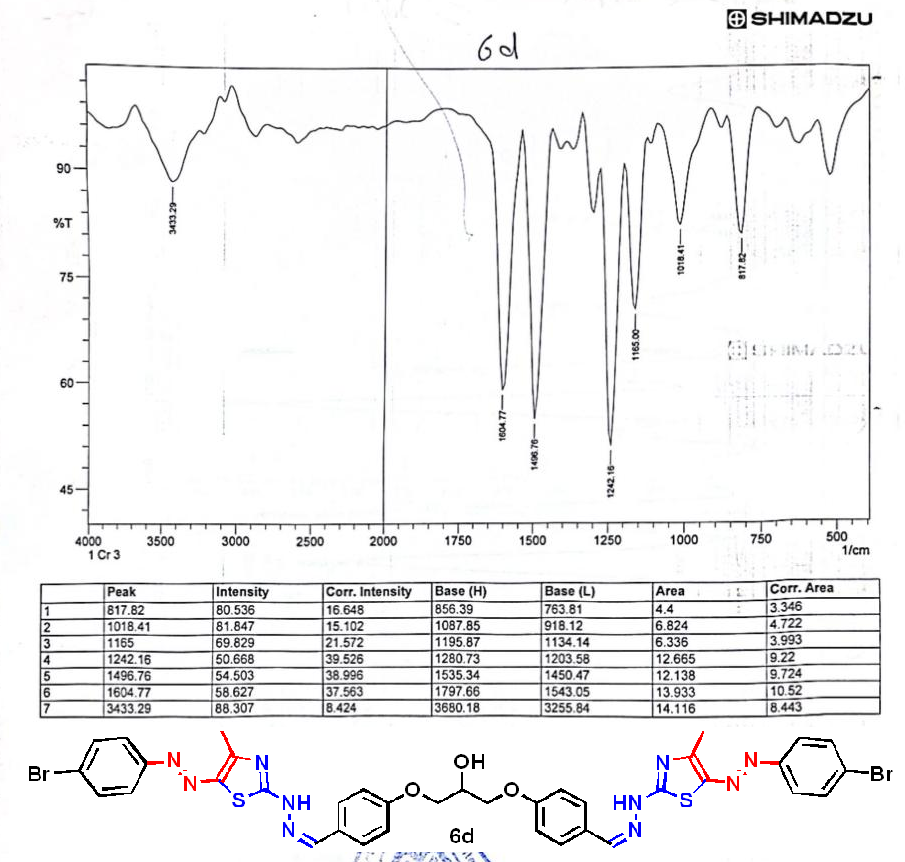 SHIMADZU
6d
90
%T
75
60
45
3433.29
1604.77
1496.76
1242.16
1165.00
1018.41
817.82
4000 3500 3000 2500 2000 1750 1500 1250 1000 750 500
1 Cr 3 1/cm
Peak Intensity Corr. Intensity Base (H) Base (L) Area Corr. Area
1 817.82 80.536 16.648 856.39 763.81 4.4 3.346
2 1018.41 81.847 15.102 1087.85 918.12 6.824 4.722
3 1165 69.829 21.572 1195.87 1134.14 6.336 3.993
4 1242.16 50.668 39.526 1280.73 1203.58 12.665 9.22
5 1496.76 54.503 38.996 1535.34 1450.47 12.138 9.724
6 1604.77 58.627 37.563 1797.66 1543.05 13.933 10.52
7 3433.29 88.307 8.424 3680.18 3255.84 14.116 8.443
Br N N N S NH N O OH O N HN N S N N Br
6d